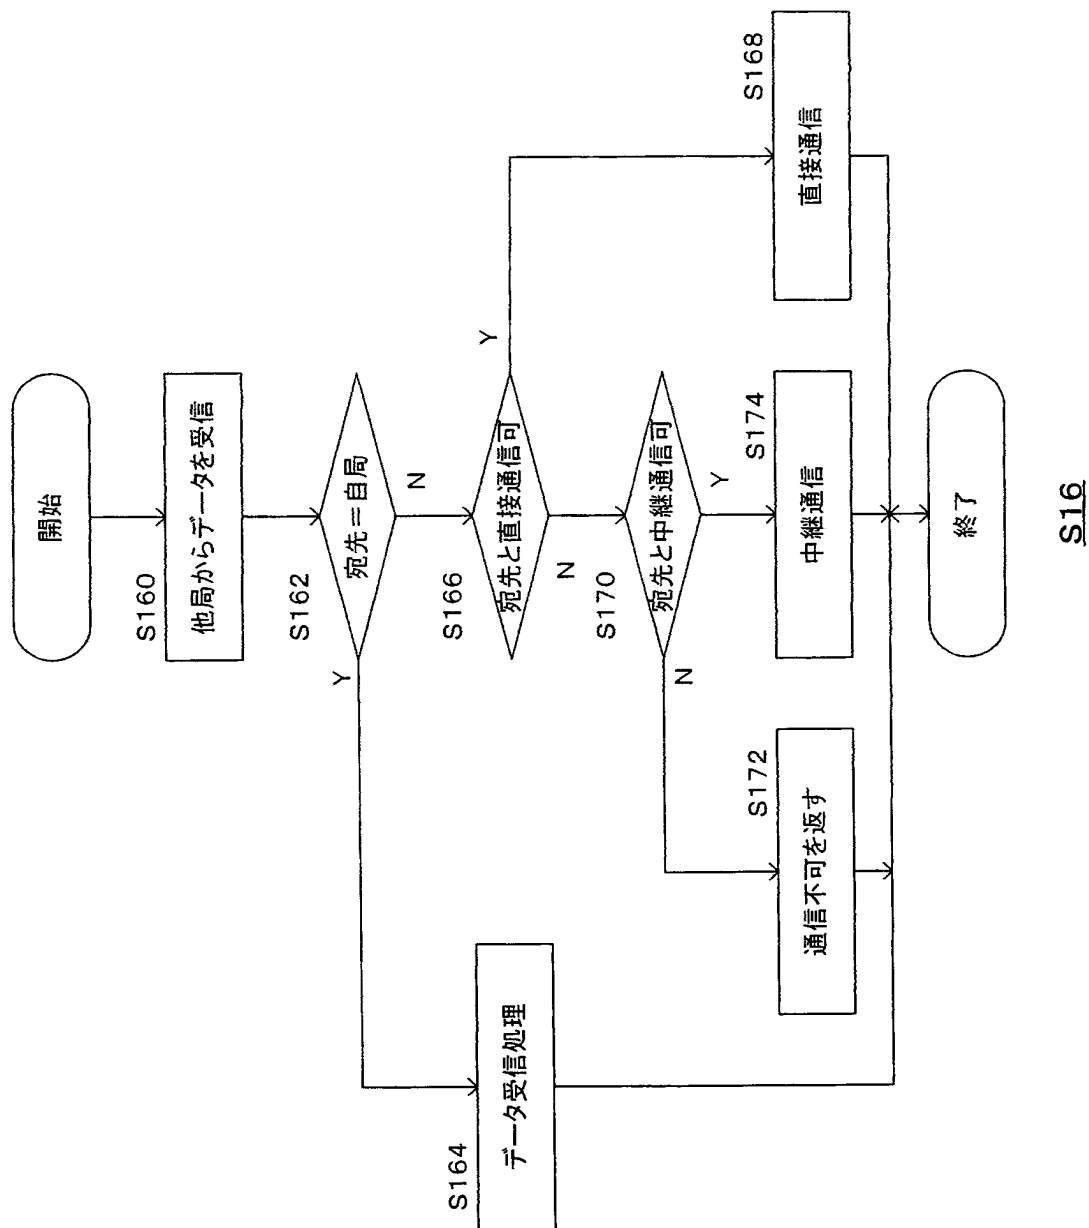 開始
S160
他局からデータを受信
S162
宛先＝自局
Y
N
S164
データ受信処理
S166
宛先と直接通信可
Y
N
S168
直接通信
S170
宛先と中継通信可
N
Y
S172
通信不可を返す
S174
中継通信
終了
S16